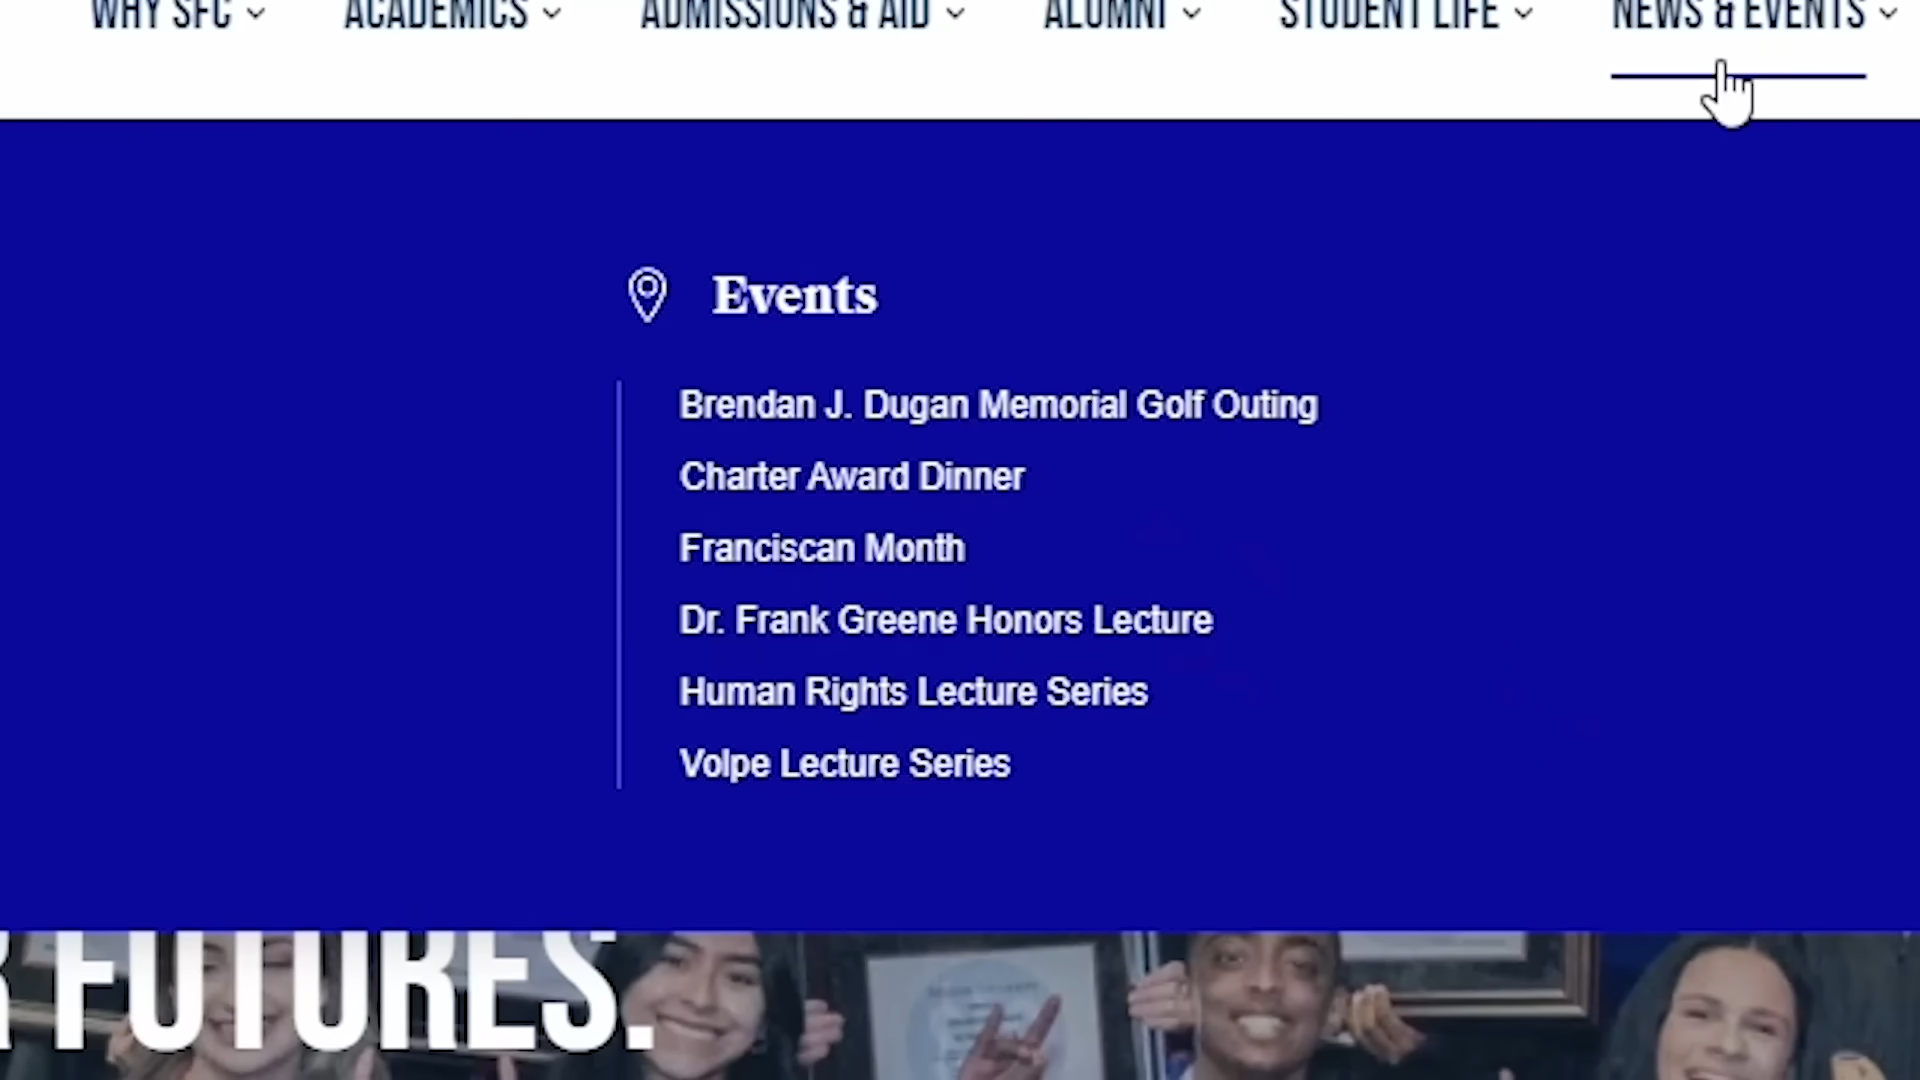 WHY SFC ACADEMICS ADMISSIONS & AID ALUMNI STUDENT LIFE NEWS & EVENTS
Events
Brendan J. Dugan Memorial Golf Outing
Charter Award Dinner
Franciscan Month
Dr. Frank Greene Honors Lecture
Human Rights Lecture Series
Volpe Lecture Series
FUTURES.